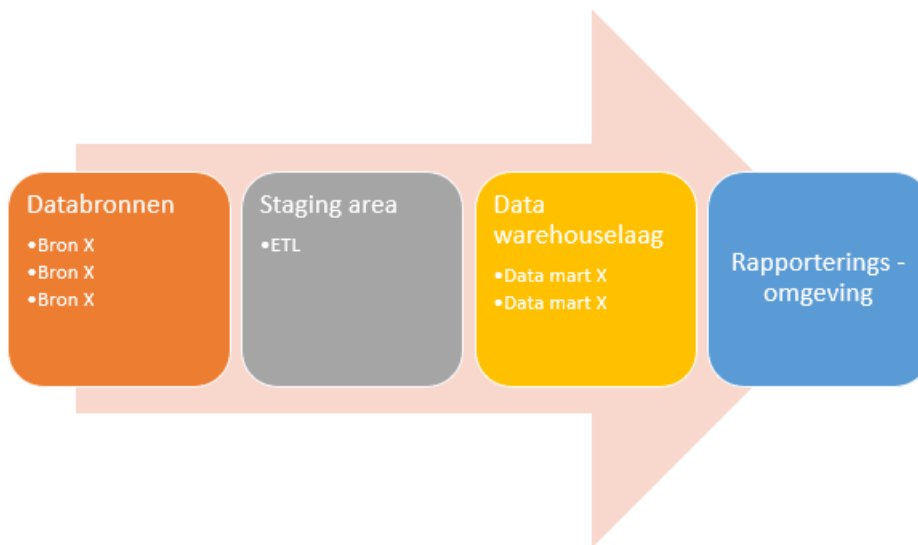 Databronnen
•Bron X
•Bron X
•Bron X
Staging area
•ETL
Data
warehouselaag
•Data mart X
•Data mart X
Rapporterings -
omgeving